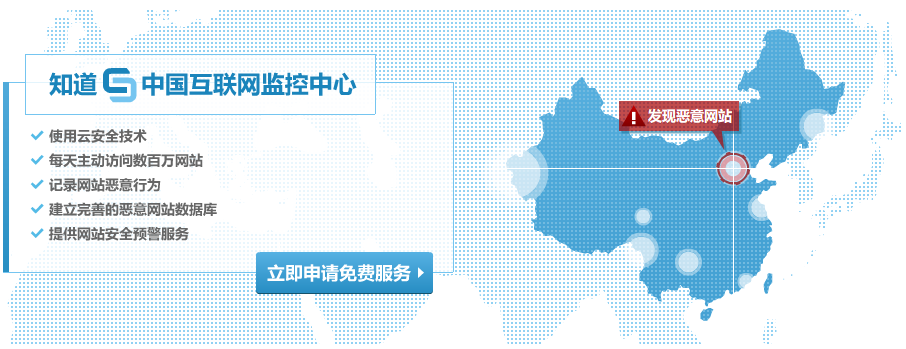 知道 中国互联网监控中心
使用云安全技术
每天主动访问数百万网站
记录网站恶意行为
建立完善的恶意网站数据库
提供网站安全预警服务
立即申请免费服务
发现恶意网站